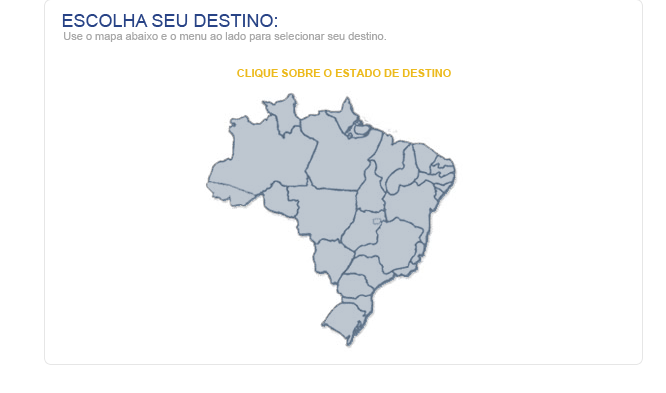 ESCOLHA SEU DESTINO:
Use o mapa abaixo e o menu ao lado para selecionar seu destino.
CLIQUE SOBRE O ESTADO DE DESTINO